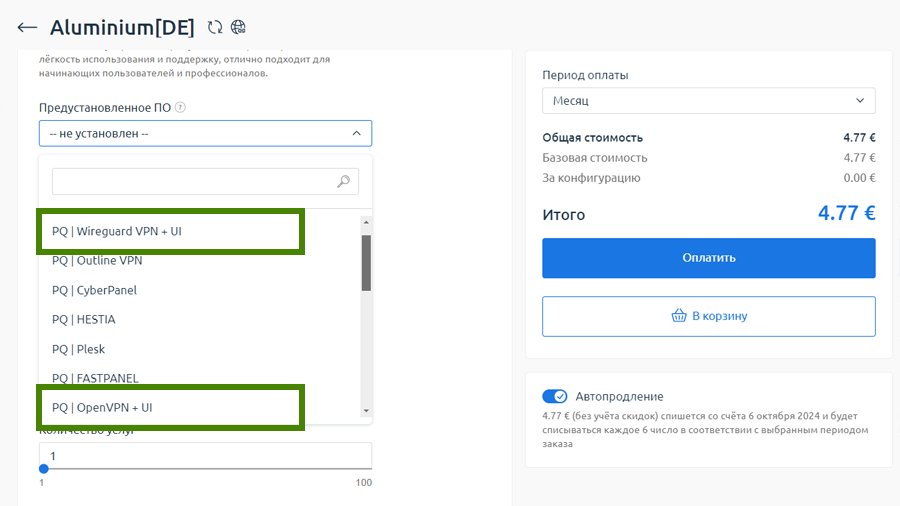 Aluminium[DE]
лёгкость использования и поддержку, отлично подходит для
начинающих пользователей и профессионалов.
Предустановленное ПО ?
-- не установлен --
PQ | Wireguard VPN + UI
PQ | Outline VPN
PQ | CyberPanel
PQ | HESTIA
PQ | Plesk
PQ | FASTPANEL
PQ | OpenVPN + UI
Количество услуг
1
1 100
Период оплаты
Месяц
Общая стоимость 4.77 €
Базовая стоимость 4.77 €
За конфигурацию 0.00 €
Итого 4.77 €
Оплатить
В корзину
Автопродление
4.77 € (без учёта скидок) спишется со счёта 6 октября 2024 и будет
списываться каждое 6 число в соответствии с выбранным периодом
заказа